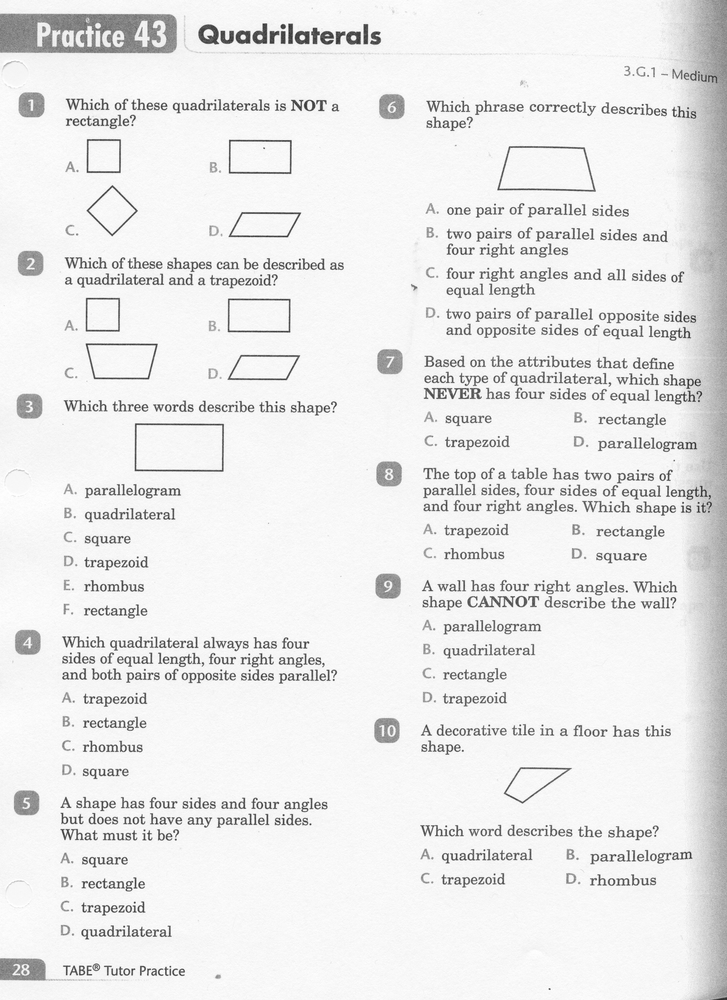 Practice 43
Quadrilaterals
3.G.1 – Medium
1
Which of these quadrilaterals is NOT a
rectangle?
A.
B.
C.
D.
2
Which of these shapes can be described as
a quadrilateral and a trapezoid?
A.
B.
C.
D.
3
Which three words describe this shape?
A. parallelogram
B. quadrilateral
C. square
D. trapezoid
E. rhombus
F. rectangle
4
Which quadrilateral always has four
sides of equal length, four right angles,
and both pairs of opposite sides parallel?
A. trapezoid
B. rectangle
C. rhombus
D. square
5
A shape has four sides and four angles
but does not have any parallel sides.
What must it be?
A. square
B. rectangle
C. trapezoid
D. quadrilateral
6
Which phrase correctly describes this
shape?
A. one pair of parallel sides
B. two pairs of parallel sides and
four right angles
C. four right angles and all sides of
equal length
D. two pairs of parallel opposite sides
and opposite sides of equal length
7
Based on the attributes that define
each type of quadrilateral, which shape
NEVER has four sides of equal length?
A. square B. rectangle
C. trapezoid D. parallelogram
8
The top of a table has two pairs of
parallel sides, four sides of equal length,
and four right angles. Which shape is it?
A. trapezoid B. rectangle
C. rhombus D. square
9
A wall has four right angles. Which
shape CANNOT describe the wall?
A. parallelogram
B. quadrilateral
C. rectangle
D. trapezoid
10
A decorative tile in a floor has this
shape.
Which word describes the shape?
A. quadrilateral B. parallelogram
C. trapezoid D. rhombus
28
TABE® Tutor Practice